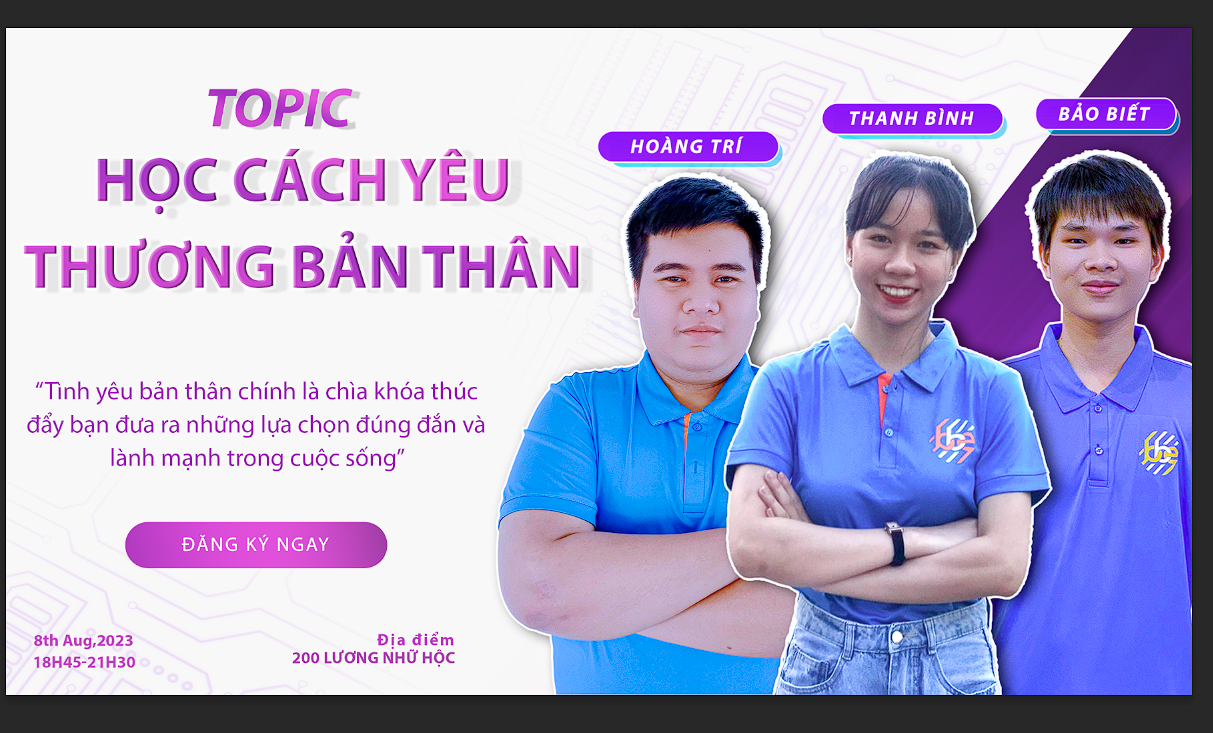 TOPIC
HỌC CÁCH YÊU
THƯƠNG BẢN THÂN
“Tình yêu bản thân chính là chìa khóa thúc
đẩy bạn đưa ra những lựa chọn đúng đắn và
lành mạnh trong cuộc sống”
ĐĂNG KÝ NGAY
8th Aug,2023
18H45-21H30
Địa điểm
200 LƯƠNG NHỮ HỘC
HOÀNG TRÍ
THANH BÌNH
BẢO BIẾT